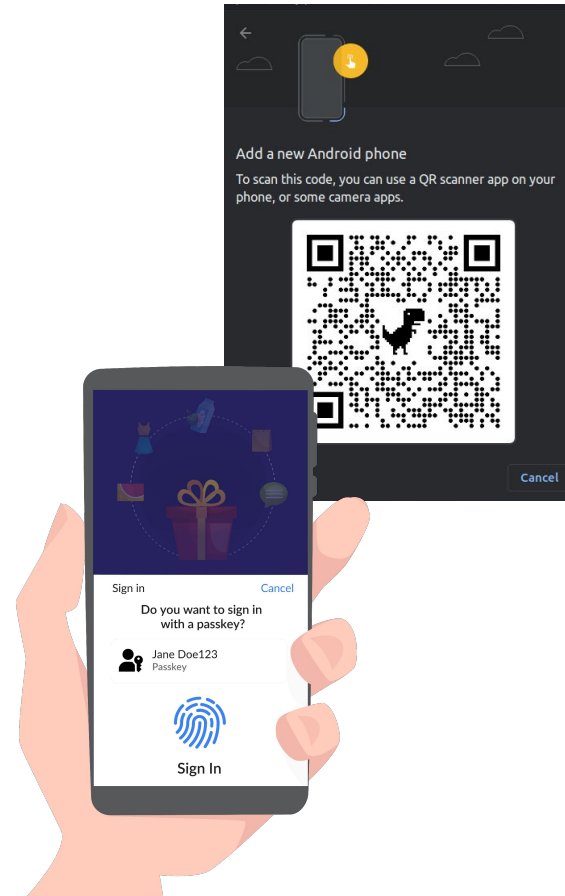 Add a new Android phone
To scan this code, you can use a QR scanner app on your
phone, or some camera apps.
Cancel
Sign in Cancel
Do you want to sign in
with a passkey?
Jane Doe123
Passkey
Sign In